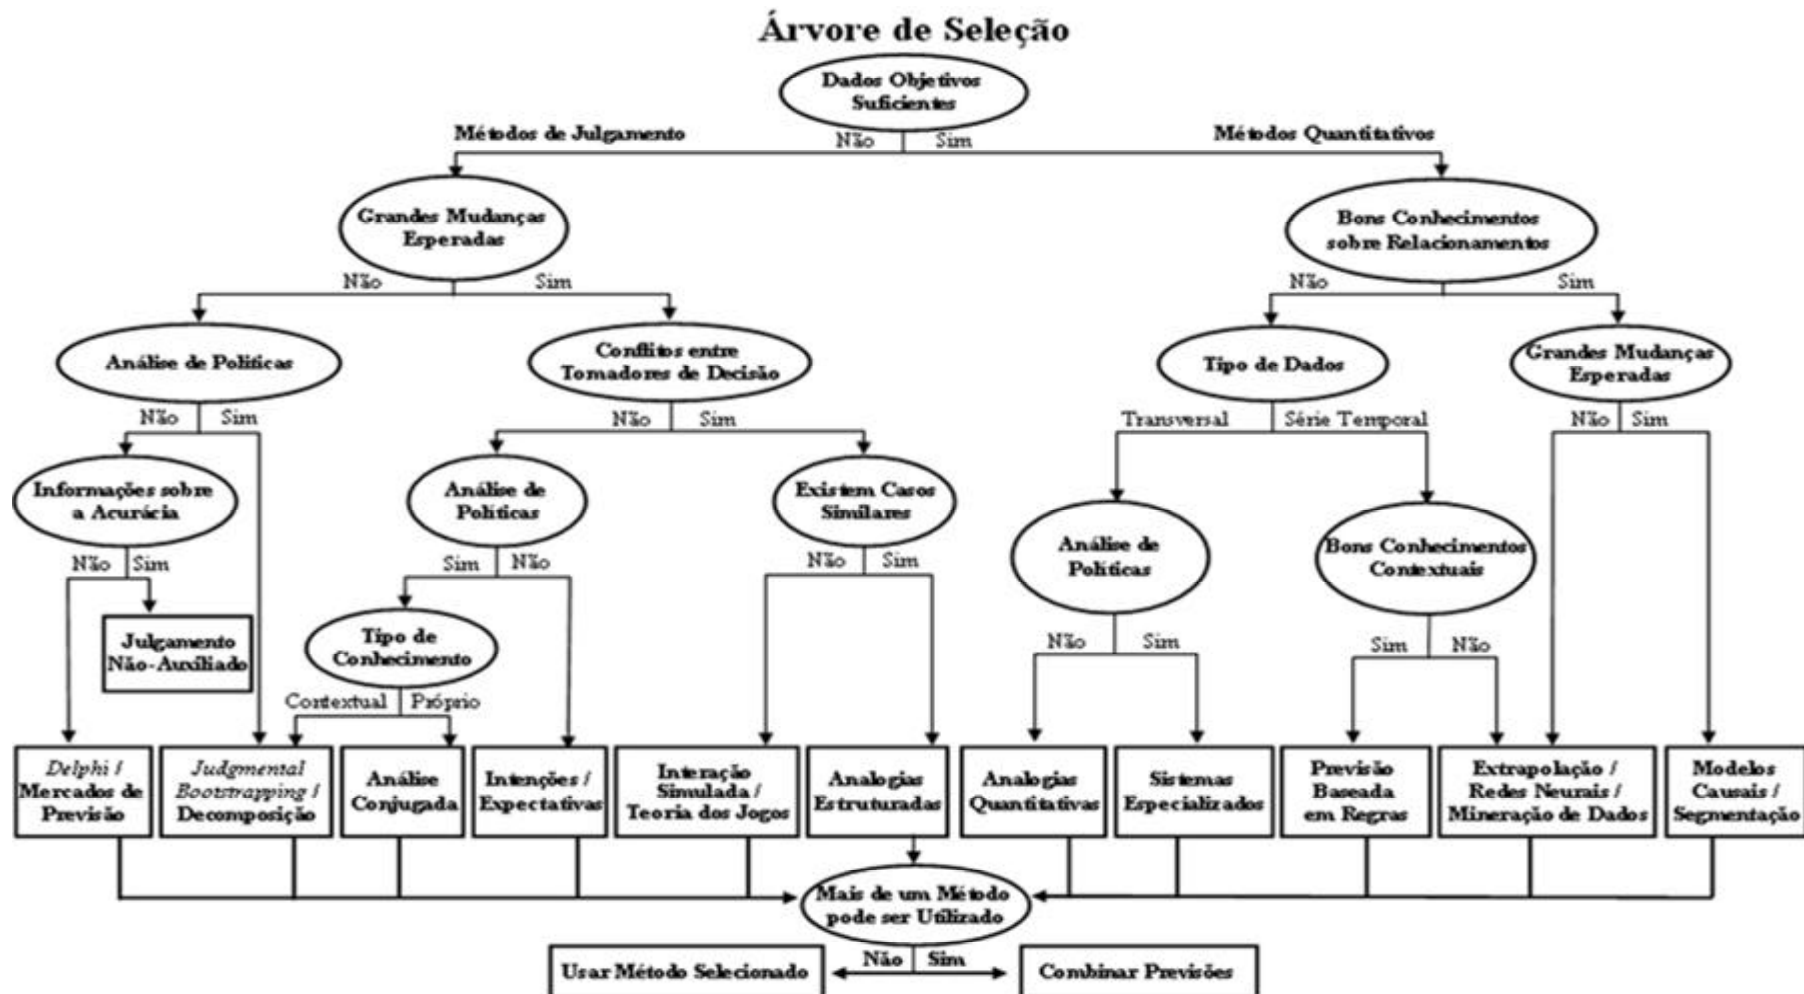 Árvore de Seleção
Dados Objetivos
Suficientes
Métodos de Julgamento
Não
Sim
Métodos Quantitativos
Grandes Mudanças
Esperadas
Bons Conhecimentos
sobre Relacionamentos
Não
Sim
Não
Sim
Análise de Políticas
Conflitos entre
Tomadores de Decisão
Tipo de Dados
Grandes Mudanças
Esperadas
Não
Sim
Não
Sim
Transversal
Série Temporal
Não
Sim
Informações sobre
a Acurácia
Análise de
Políticas
Existem Casos
Similares
Análise de
Políticas
Bons Conhecimentos
Contextuais
Não
Sim
Sim
Não
Não
Sim
Julgamento
Não-Auxiliado
Tipo de
Conhecimento
Não
Sim
Sim
Não
Contextual
Próprio
Delphi /
Mercados de
Previsão
Judgmental
Bootstrapping /
Decomposição
Análise
Conjugada
Intenções /
Expectativas
Interação
Simulada /
Teoria dos Jogos
Analogias
Estruturadas
Analogias
Quantitativas
Sistemas
Especializados
Previsão
Baseada
em Regras
Extrapolação /
Redes Neurais /
Mineração de Dados
Modelos
Causais /
Segmentação
Mais de um Método
pode ser Utilizado
Não
Sim
Usar Método Selecionado
Combinar Previsões